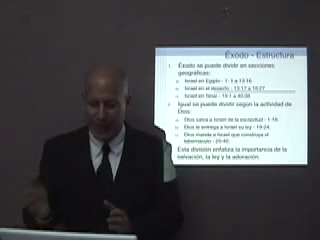 Éxodo - Estructura
1. Éxodo se puede dividir en secciones
geográficas:
Israel en Egipto - 1:1 a 13:16
Israel en el desierto - 13:17 a 18:27
Israel en Sinaí - 19:1 a 40:38
Igual se puede dividir según la actividad de
Dios:
Dios salva a Israel de la esclavitud - 1-18.
Dios le entrega a Israel su ley - 19-24.
Dios manda a Israel que construya el
tabernáculo - 25-40.
Esta división enfatiza la importancia de la
salvación, la ley y la adoración.